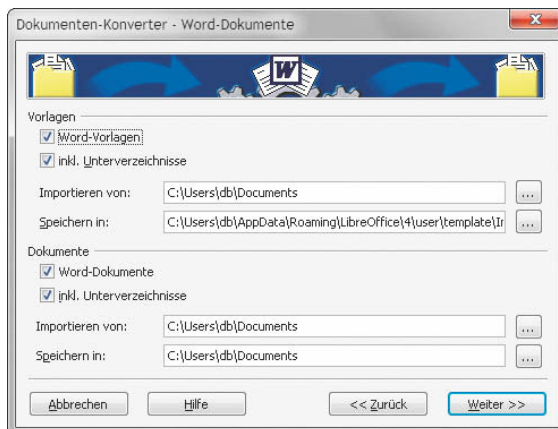 Dokumenten-Konverter - Word-Dokumente
W
Vorlagen
Word-Vorlagen
inkl. Unterverzeichnisse
Importieren von: C:\Users\db\Documents ...
Speichern in: C:\Users\db\AppData\Roaming\LibreOffice\4\user\template\Ir ...
Dokumente
Word-Dokumente
inkl. Unterverzeichnisse
Importieren von: C:\Users\db\Documents ...
Speichern in: C:\Users\db\Documents ...
Abbrechen Hilfe << Zurück Weiter >>